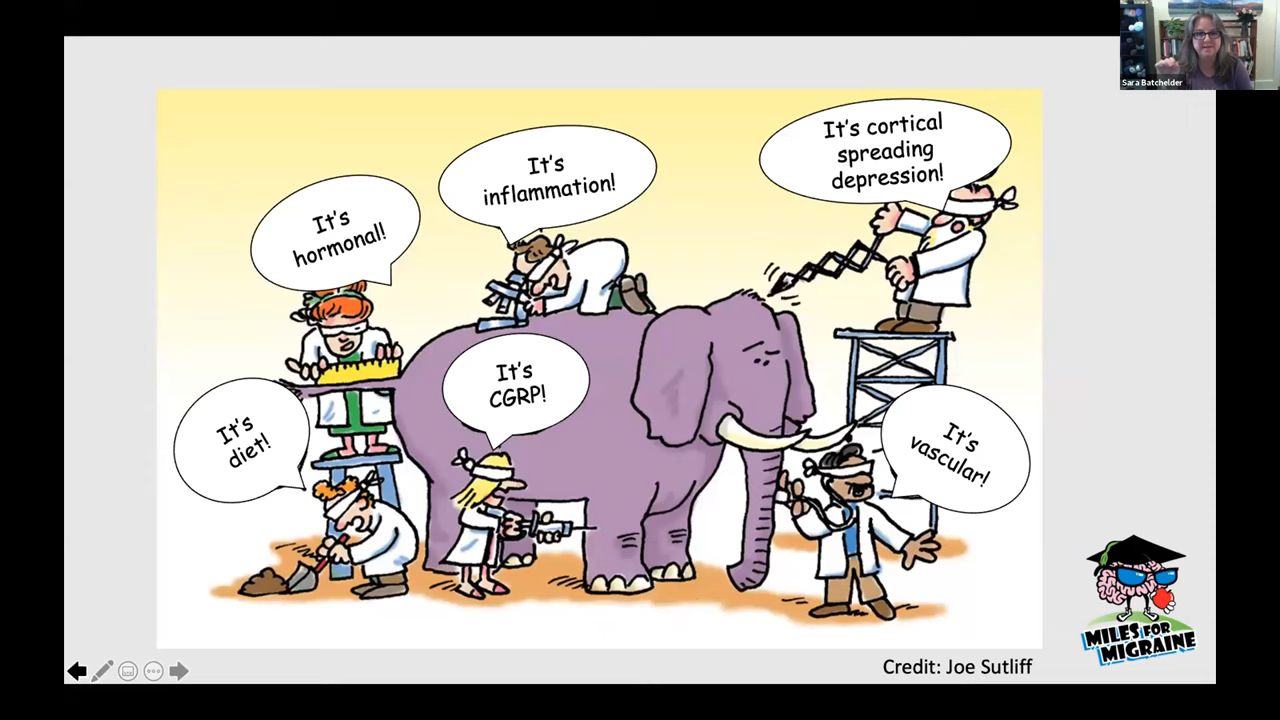 Sara Batchelder
It's cortical
spreading
depression!
It's
inflammation!
It's
hormonal!
It's
CGRP!
It's
diet!
It's
vascular!
MILES FOR
MIGRAINE
Credit: Joe Sutliff